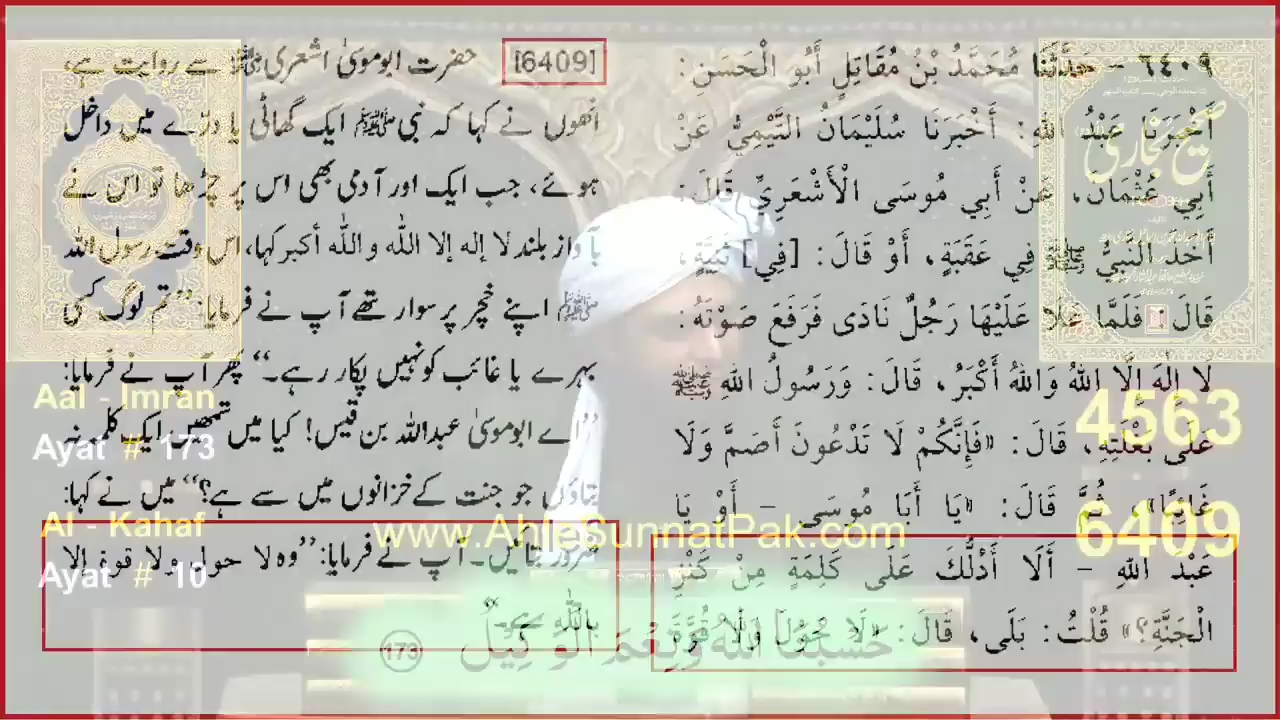 ٦٤٠٩ - حَدَّثَنَا مُحَمَّدُ بْنُ مُقَاتِلٍ أَبُو الْحَسَنِ:
أَخْبَرَنَا عَبْدُ اللهِ: أَخْبَرَنَا سُلَيْمَانُ التَّيْمِيُّ عَنْ
أَبِي عُثْمَانَ، عَنْ أَبِي مُوسَى الْأَشْعَرِيِّ قَالَ:
أَخَذَ النَّبِيُّ ﷺ فِي عَقَبَةٍ، أَوْ قَالَ: [فِي] ثَنِيَّةٍ،
قَالَ: فَلَمَّا عَلَا عَلَيْهَا رَجُلٌ نَادَى فَرَفَعَ صَوْتَهُ:
لَا إِلٰهَ إِلَّا اللهُ وَاللهُ أَكْبَرُ، قَالَ: وَرَسُولُ اللهِ ﷺ
عَلَى بَغْلَتِهِ، قَالَ: «فَإِنَّكُمْ لَا تَدْعُونَ أَصَمَّ وَلَا
غَائِبًا»، ثُمَّ قَالَ: «يَا أَبَا مُوسَى - أَوْ يَا
عَبْدَ اللهِ - أَلَا أَدُلُّكَ عَلَى كَلِمَةٍ مِنْ كَنْزِ
الْجَنَّةِ؟» قُلْتُ: بَلَى، قَالَ: «لَا حَوْلَ وَلَا قُوَّةَ
[6409] حضرت ابوموسیٰ اشعری ؓ سے روایت ہے،
انھوں نے کہا کہ نبی ﷺ ایک گھاٹی یا درّے میں داخل
ہوئے، جب ایک اور آدمی بھی اس پر چڑھا تو اس نے
بآواز بلند لا إله إلا الله والله أكبر کہا، اس وقت رسول اللہ
ﷺ اپنے خچر پر سوار تھے آپ نے فرمایا: ”تم لوگ کسی
بہرے یا غائب کو نہیں پکار رہے۔“ پھر آپ نے فرمایا:
”اے ابوموسیٰ عبداللہ بن قیس! کیا میں تمھیں ایک کلمہ نہ
بتاؤں جو جنت کے خزانوں میں سے ہے؟“ میں نے کہا:
ضرور بتائیں۔ آپ نے فرمایا: ”وہ لا حول ولا قوة إلا
بالله ہے۔“
صحیح بخاری
Aal - Imran
Ayat # 173
Al - Kahaf
Ayat # 10
4563
6409
www.AhleSunnatPak.com
حَسْبُنَا اللهُ وَنِعْمَ الْوَكِيْلُ 173